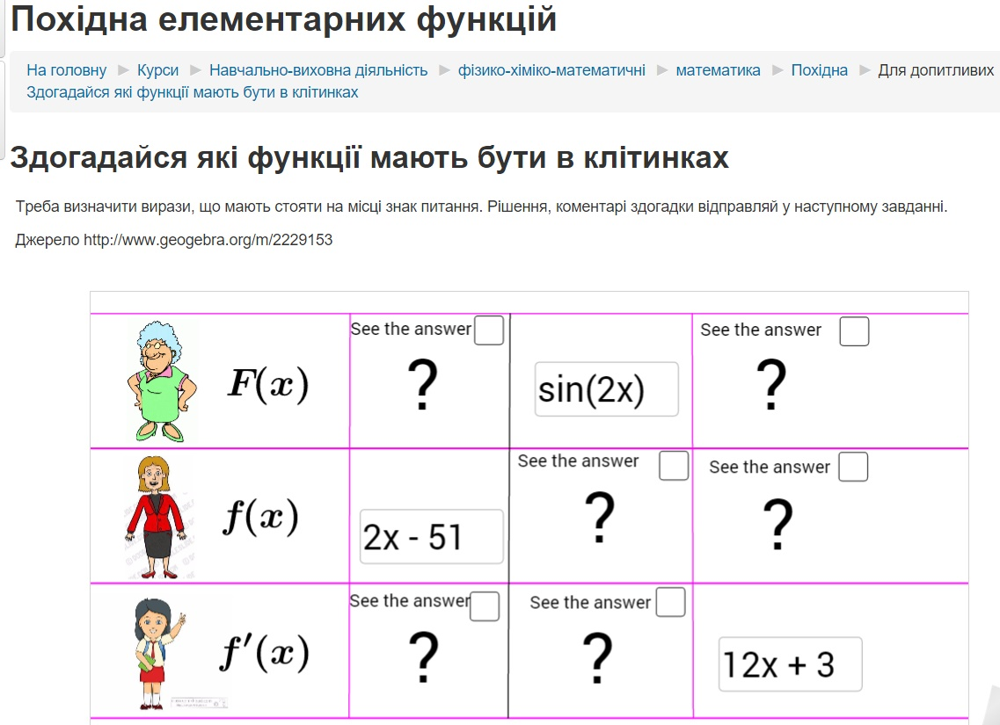 Похідна елементарних функцій
На головну ► Курси ► Навчально-виховна діяльність ► фізико-хіміко-математичні ► математика ► Похідна ► Для допитливих
Здогадайся які функції мають бути в клітинках
Здогадайся які функції мають бути в клітинках
Треба визначити вирази, що мають стояти на місці знак питання. Рішення, коментарі здогадки відправляй у наступному завданні.
Джерело http://www.geogebra.org/m/2229153
See the answer
See the answer
F(x)
?
sin(2x)
?
See the answer
See the answer
f(x)
2x - 51
?
?
See the answer
See the answer
f′(x)
?
?
12x + 3